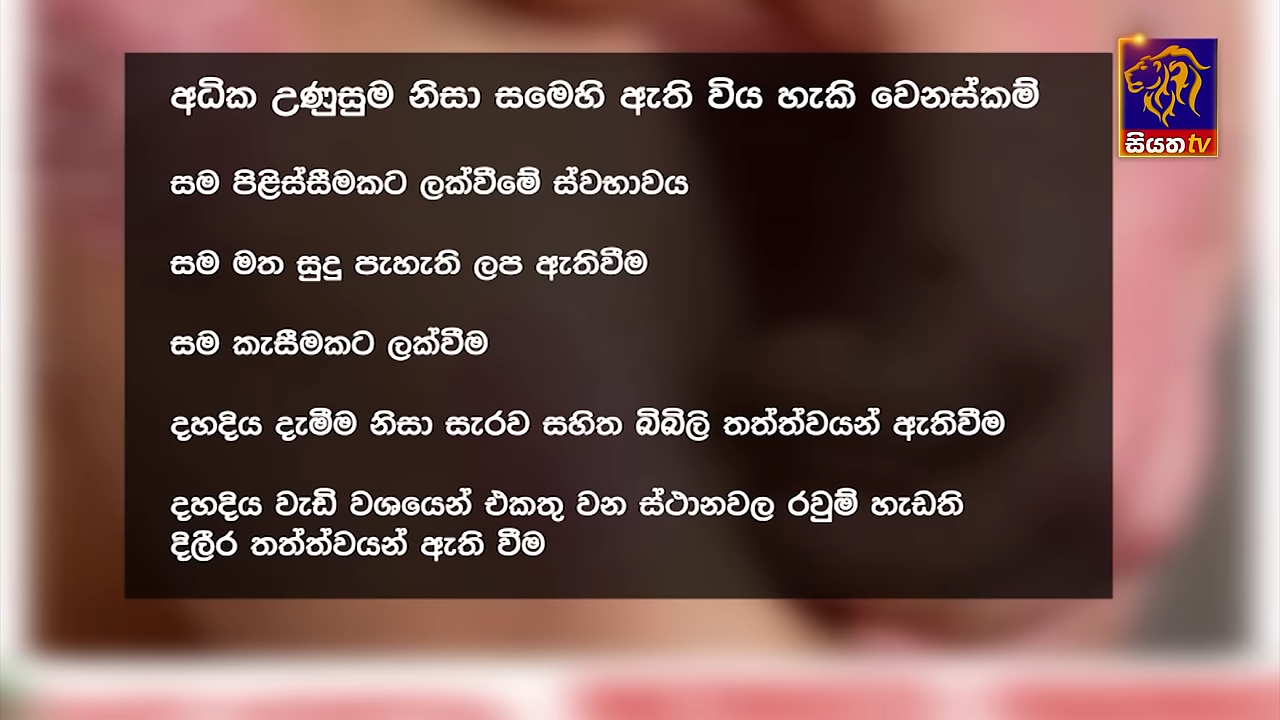 අධික උණුසුම නිසා සමෙහි ඇති විය හැකි වෙනස්කම්
සියත tv
සම පිළිස්සීමකට ලක්වීමේ ස්වභාවය
සම මත සුදු පැහැති ලප ඇතිවීම
සම කැසීමකට ලක්වීම
දහදිය දැමීම නිසා සැරව සහිත බිබිලි තත්ත්වයන් ඇතිවීම
දහදිය වැඩි වශයෙන් එකතු වන ස්ථානවල රවුම් හැඩති
දිලීර තත්ත්වයන් ඇති වීම